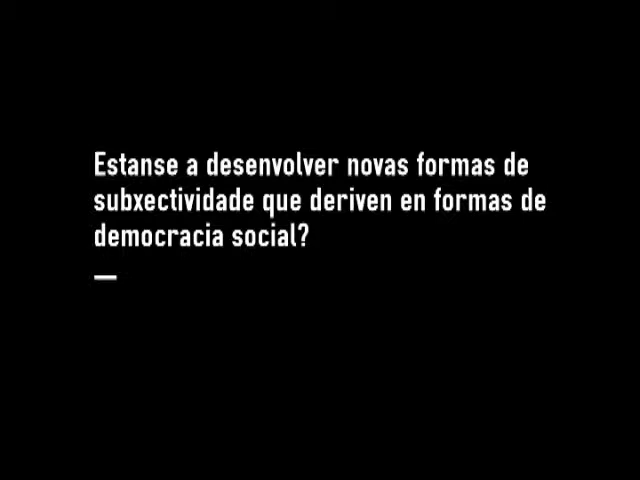 Estanse a desenvolver novas formas de
subxectividade que deriven en formas de
democracia social?